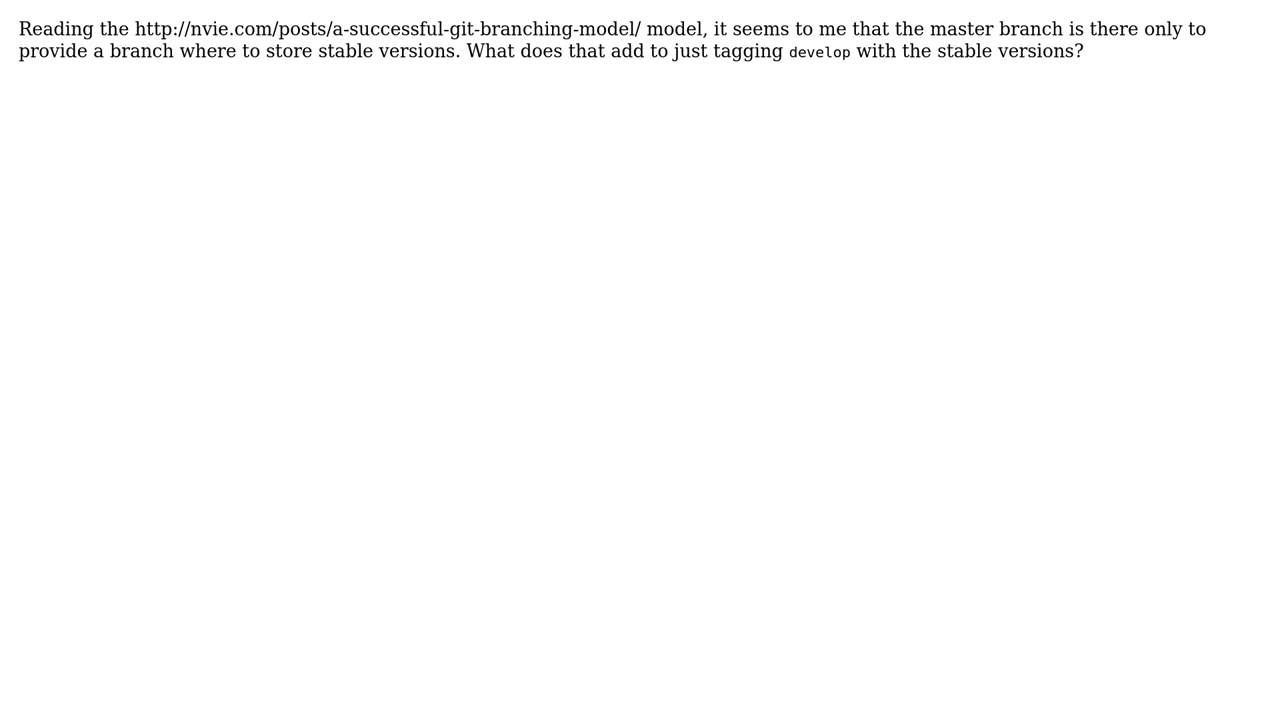 Reading the http://nvie.com/posts/a-successful-git-branching-model/ model, it seems to me that the master branch is there only to
provide a branch where to store stable versions. What does that add to just tagging develop with the stable versions?